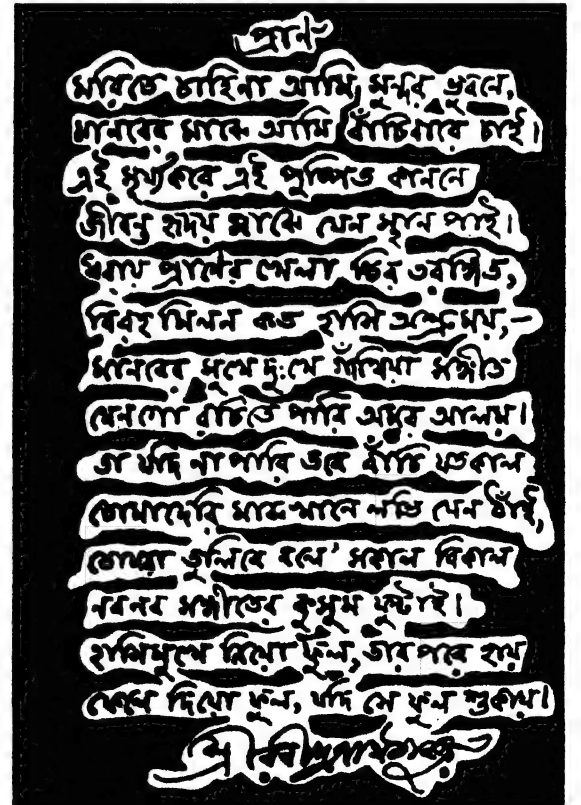 প্রাণ
মরিতে চাহিনা আমি সুন্দর ভুবনে,
মানবের মাঝে আমি বাঁচিবারে চাই।
এই সূর্য্যকরে এই পুষ্পিত কাননে
জীবন্ত হৃদয় মাঝে যেন স্থান পাই।
ধরায় প্রাণের খেলা চির তরঙ্গিত,
বিরহ মিলন কত হাসি অশ্রুময়,—
মানবের সুখে দুঃখে গাঁথিয়া সঙ্গীত
যেন গো রচিতে পারি অমর আলয়।
তা যদি না পারি তবে বাঁচি যতকাল
তোমাদেরি মাঝখানে লভি যেন ঠাঁই,
তোমরা তুলিবে বলে' সকাল বিকাল
নবনব সঙ্গীতের কুসুম ফুটাই।
হাসিমুখে নিয়ো ফুল, তার পরে হায়
ফেলে দিয়ো ফুল, যদি সে ফুল শুকায়।
শ্রীরবীন্দ্রনাথ ঠাকুর